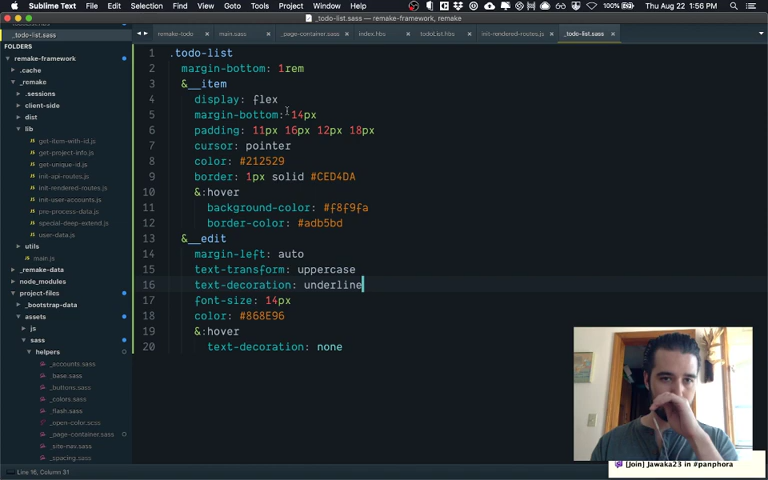 Sublime Text File Edit Selection Find View Goto Tools Project Window Help 100% Thu Aug 22 1:56 PM
_todo-list.sass — remake-framework, remake
_todo-list.sass
remake-todo main.sass _page-container.sass index.hbs todoList.hbs init-rendered-routes.js _todo-list.sass
FOLDERS
remake-framework
.cache
_remake
.sessions
client-side
dist
lib
get-item-with-id.js
get-project-info.js
get-unique-id.js
init-api-routes.js
init-rendered-routes.js
init-user-accounts.js
pre-process-data.js
special-deep-extend.js
user-data.js
utils
main.js
_remake-data
node_modules
project-files
_bootstrap-data
assets
js
sass
helpers
_accounts.sass
_base.sass
_buttons.sass
_colors.sass
_flash.sass
_open-color.scss
_page-container.sass
_site-nav.sass
_spacing.sass
1 .todo-list
2 margin-bottom: 1rem
3 &__item
4 display: flex
5 margin-bottom: 14px
6 padding: 11px 16px 12px 18px
7 cursor: pointer
8 color: #212529
9 border: 1px solid #CED4DA
10 &:hover
11 background-color: #f8f9fa
12 border-color: #adb5bd
13 &__edit
14 margin-left: auto
15 text-transform: uppercase
16 text-decoration: underline
17 font-size: 14px
18 color: #868E96
19 &:hover
20 text-decoration: none
Line 16, Column 31
[Join] Jawaka23 in #panphora